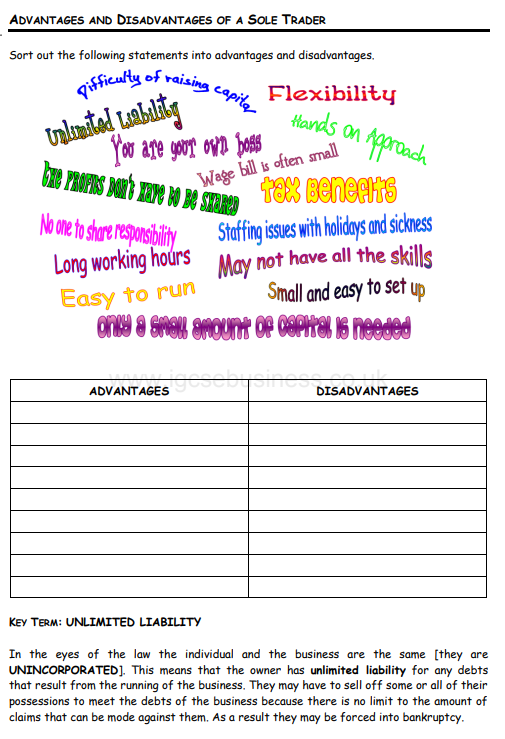 ADVANTAGES AND DISADVANTAGES OF A SOLE TRADER
Sort out the following statements into advantages and disadvantages.
Difficulty of raising capital
Flexibility
Unlimited Liability
Hands on Approach
You are your own boss
Wage bill is often small
The profits don't have to be shared
Tax Benefits
No one to share responsibility
Staffing issues with holidays and sickness
Long working hours
May not have all the skills
Easy to run
Small and easy to set up
Only a small amount of capital is needed
www.igcsebusiness.co.uk
ADVANTAGES DISADVANTAGES
KEY TERM: UNLIMITED LIABILITY
In the eyes of the law the individual and the business are the same [they are
UNINCORPORATED]. This means that the owner has unlimited liability for any debts
that result from the running of the business. They may have to sell off some or all of their
possessions to meet the debts of the business because there is no limit to the amount of
claims that can be mode against them. As a result they may be forced into bankruptcy.